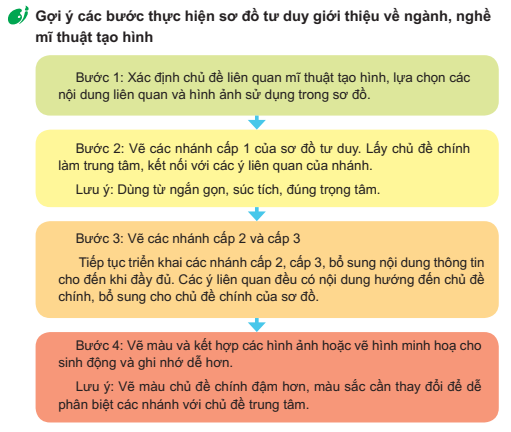 Gợi ý các bước thực hiện sơ đồ tư duy giới thiệu về ngành, nghề
mĩ thuật tạo hình
Bước 1: Xác định chủ đề liên quan mĩ thuật tạo hình, lựa chọn các
nội dung liên quan và hình ảnh sử dụng trong sơ đồ.
Bước 2: Vẽ các nhánh cấp 1 của sơ đồ tư duy. Lấy chủ đề chính
làm trung tâm, kết nối với các ý liên quan của nhánh.
Lưu ý: Dùng từ ngắn gọn, súc tích, đúng trọng tâm.
Bước 3: Vẽ các nhánh cấp 2 và cấp 3
Tiếp tục triển khai các nhánh cấp 2, cấp 3, bổ sung nội dung thông tin
cho đến khi đầy đủ. Các ý liên quan đều có nội dung hướng đến chủ đề
chính, bổ sung cho chủ đề chính của sơ đồ.
Bước 4: Vẽ màu và kết hợp các hình ảnh hoặc vẽ hình minh hoạ cho
sinh động và ghi nhớ dễ hơn.
Lưu ý: Vẽ màu chủ đề chính đậm hơn, màu sắc cần thay đổi để dễ
phân biệt các nhánh với chủ đề trung tâm.